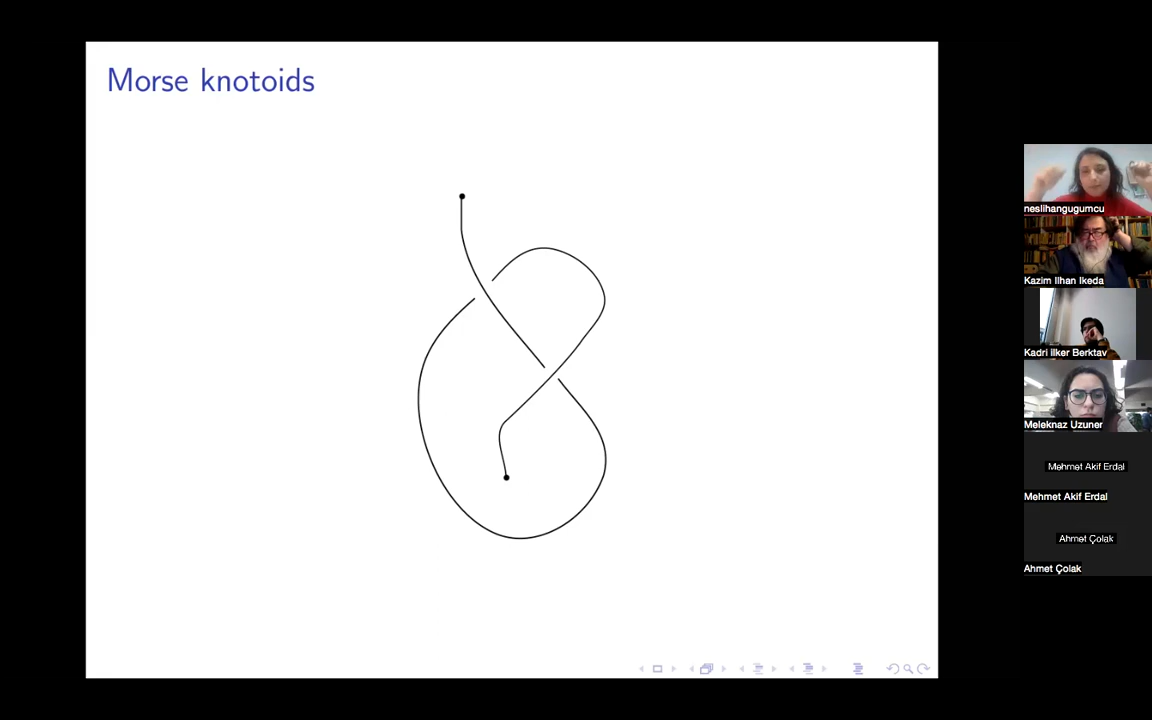 Morse knotoids
neslihangugumcu
Kazim Ilhan Ikeda
Kadri ilker Berktav
Meleknaz Uzuner
Mehmet Akif Erdal
Mehmet Akif Erdal
Ahmet Çolak
Ahmet Çolak